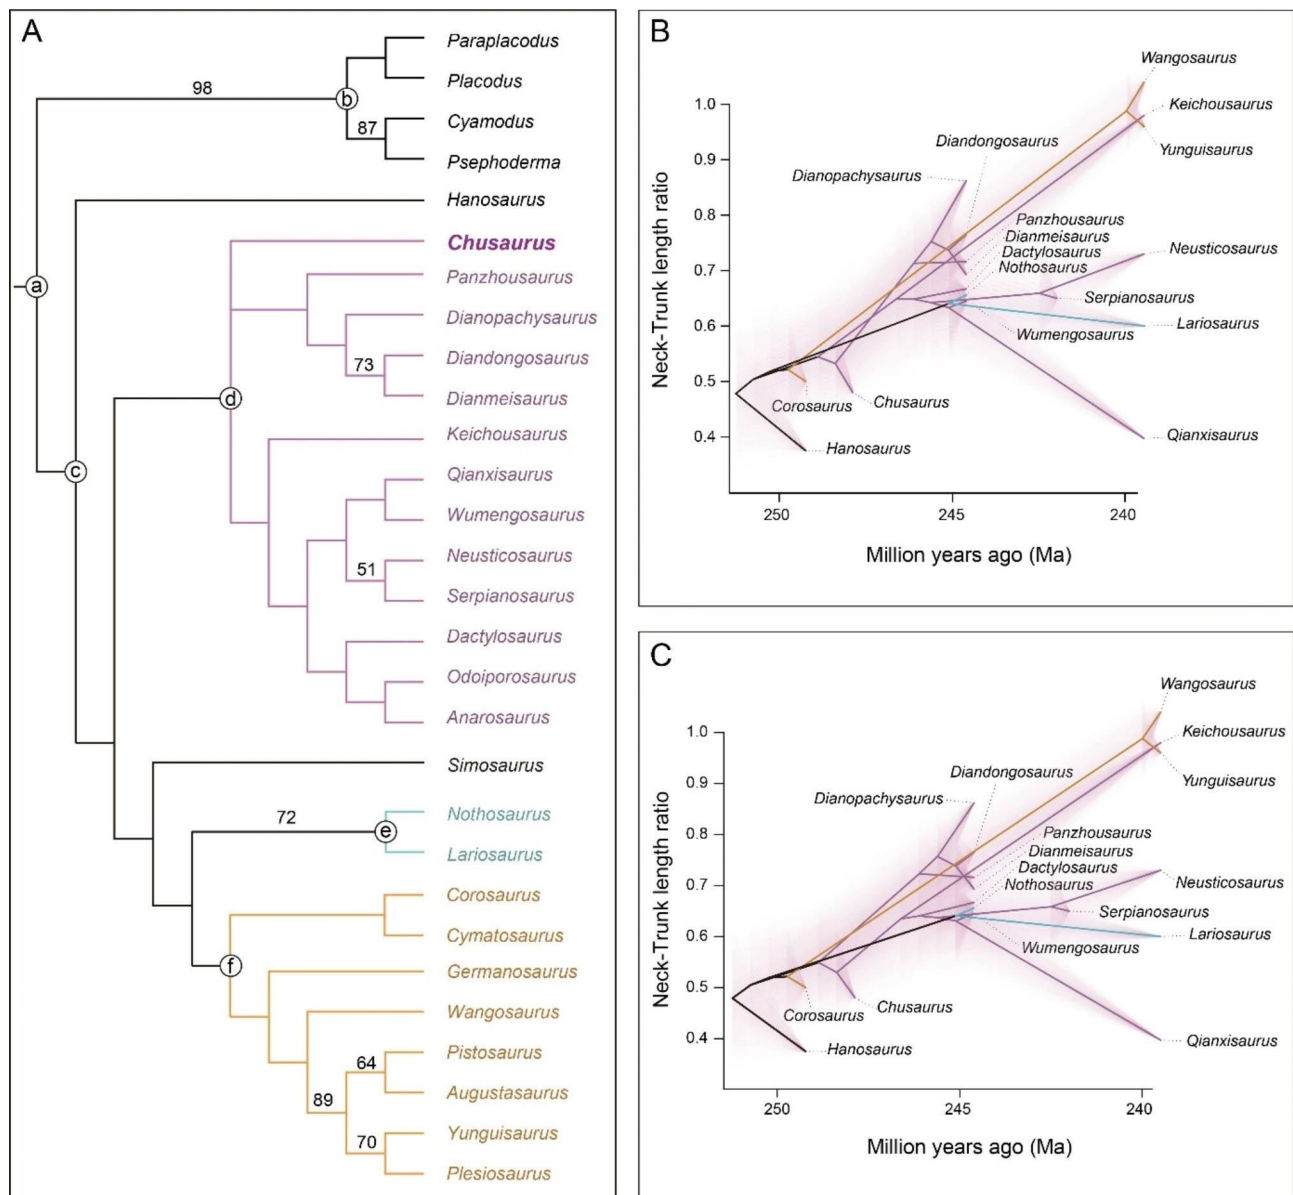 A
Paraplacodus
98
Placodus
b
Cyamodus
87
Psephoderma
Hanosaurus
Chusaurus
Panzhousaurus
a
Dianopachysaurus
Diandongosaurus
73
d
Dianmeisaurus
Keichousaurus
c
Qianxisaurus
Wumengosaurus
Neusticosaurus
51
Serpianosaurus
Dactylosaurus
Odoiporosaurus
Anarosaurus
Simosaurus
Nothosaurus
72
e
Lariosaurus
Corosaurus
Cymatosaurus
f
Germanosaurus
Wangosaurus
Pistosaurus
64
Augustasaurus
89
Yunguisaurus
70
Plesiosaurus
B
Wangosaurus
Keichousaurus
Yunguisaurus
Diandongosaurus
Dianopachysaurus
Panzhousaurus
Dianmeisaurus
Dactylosaurus
Nothosaurus
Neusticosaurus
Serpianosaurus
Lariosaurus
Wumengosaurus
Corosaurus
Chusaurus
Hanosaurus
Qianxisaurus
Neck-Trunk length ratio
1.0
0.9
0.8
0.7
0.6
0.5
0.4
250 245 240
Million years ago (Ma)
C
Wangosaurus
Keichousaurus
Yunguisaurus
Diandongosaurus
Dianopachysaurus
Panzhousaurus
Dianmeisaurus
Dactylosaurus
Nothosaurus
Neusticosaurus
Serpianosaurus
Lariosaurus
Wumengosaurus
Corosaurus
Chusaurus
Hanosaurus
Qianxisaurus
Neck-Trunk length ratio
1.0
0.9
0.8
0.7
0.6
0.5
0.4
250 245 240
Million years ago (Ma)